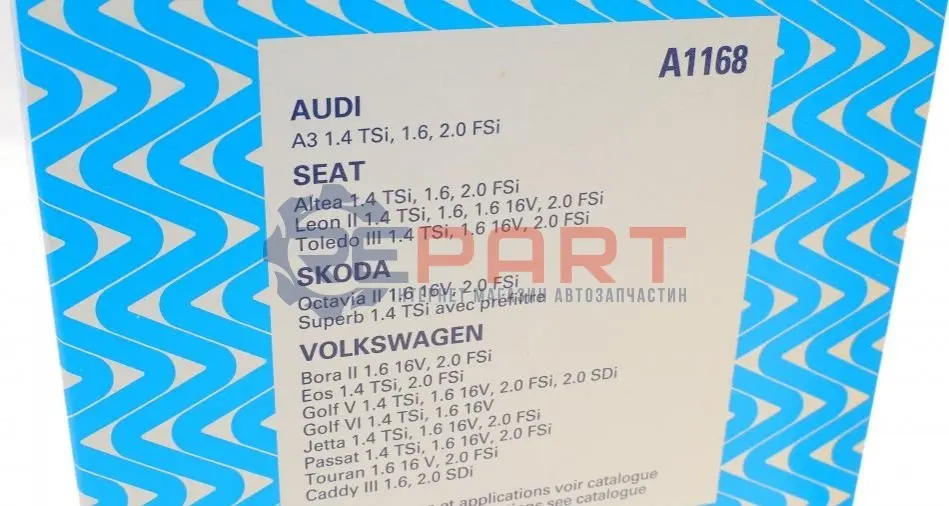 A1168
AUDI
A3 1.4 TSi, 1.6, 2.0 FSi
SEAT
Altea 1.4 TSi, 1.6, 2.0 FSi
Leon II 1.4 TSi, 1.6, 1.6 16V, 2.0 FSi
Toledo III 1.4 TSi, 1.6 16V, 2.0 FSi
EPART
ІНТЕРНЕТ МАГАЗИН АВТОЗАПЧАСТИН
SKODA
Octavia II 1.6 16V, 2.0 FSi
Superb 1.4 TSi avec préfiltre
VOLKSWAGEN
Bora II 1.6 16V, 2.0 FSi
Eos 1.4 TSi, 2.0 FSi
Golf V 1.4 TSi, 1.6 16V, 2.0 FSi, 2.0 SDi
Golf VI 1.4 TSi, 1.6 16V
Jetta 1.4 TSi, 1.6 16V, 2.0 FSi
Passat 1.4 TSi, 1.6 16V, 2.0 FSi
Touran 1.6 16 V, 2.0 FSi
Caddy III 1.6, 2.0 SDi
et applications voir catalogue
see catalogue